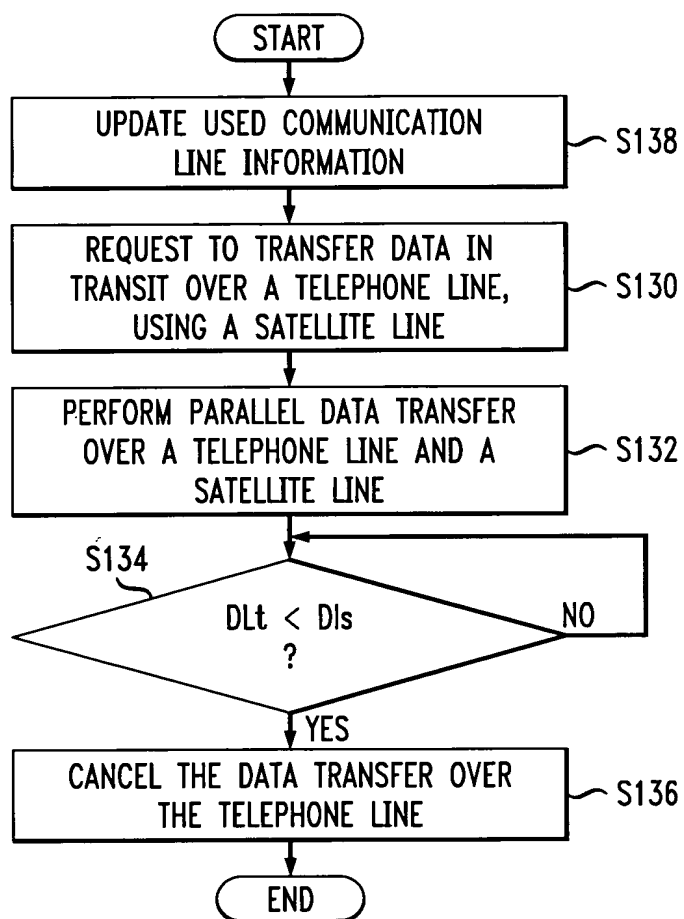 START
UPDATE USED COMMUNICATION
LINE INFORMATION
S138
REQUEST TO TRANSFER DATA IN
TRANSIT OVER A TELEPHONE LINE,
USING A SATELLITE LINE
S130
PERFORM PARALLEL DATA TRANSFER
OVER A TELEPHONE LINE AND A
SATELLITE LINE
S132
S134
DLt < DIs
?
NO
YES
CANCEL THE DATA TRANSFER OVER
THE TELEPHONE LINE
S136
END